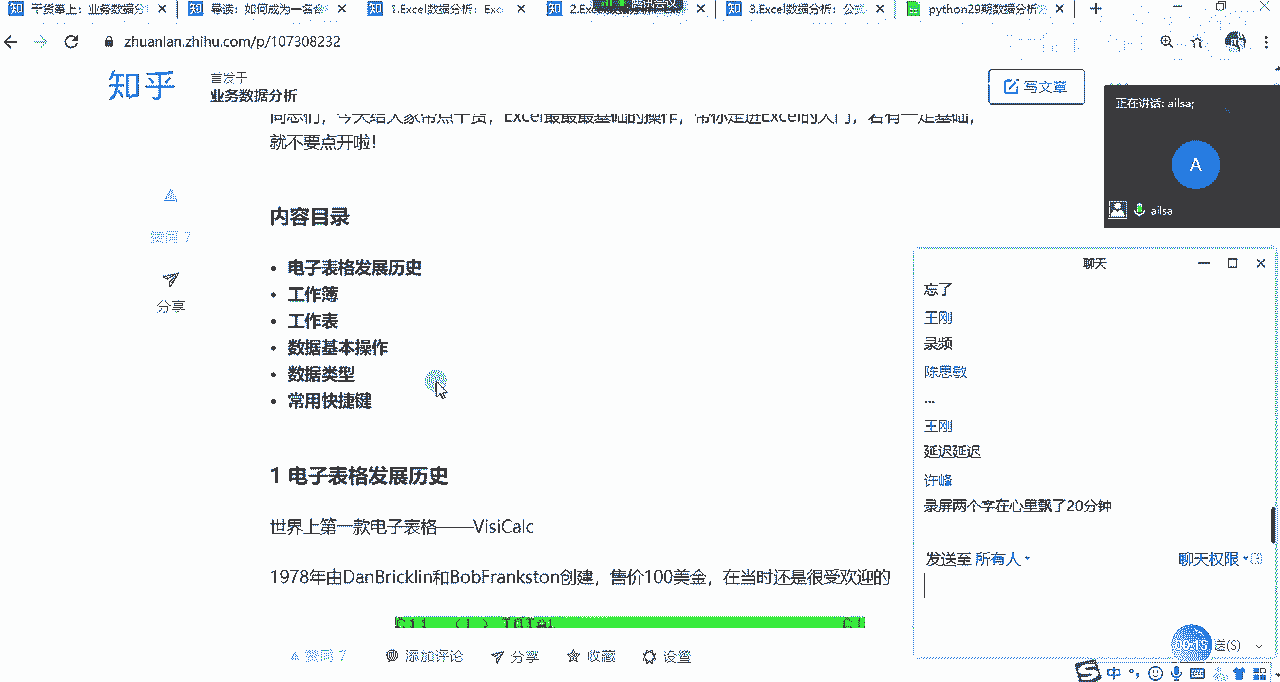 干货奉上：业务数据分
导读：如何成为一名
1.Excel数据分析：Exc
3.Excel数据分析：公式
python29期数据分析
zhuanlan.zhihu.com/p/107308232
知乎
首发于
业务数据分析
写文章
同志们，今天给大家带点干货，Excel最最最基础的操作，带你走进Excel的大门，若有一定基础，
就不要点开啦！
内容目录
• 电子表格发展历史
• 工作簿
• 工作表
• 数据基本操作
• 数据类型
• 常用快捷键
1 电子表格发展历史
世界上第一款电子表格——VisiCalc
1978年由DanBricklin和BobFrankston创建，售价100美金，在当时还是很受欢迎的
赞同 7
分享
赞同 7
添加评论
分享
收藏
设置
正在讲话: ailsa;
A
ailsa
聊天
忘了
王刚
录频
陈思敏
...
王刚
延迟延迟
许峰
录屏两个字在心里飘了20分钟
发送至 所有人
聊天权限
00:15
送(S)
中